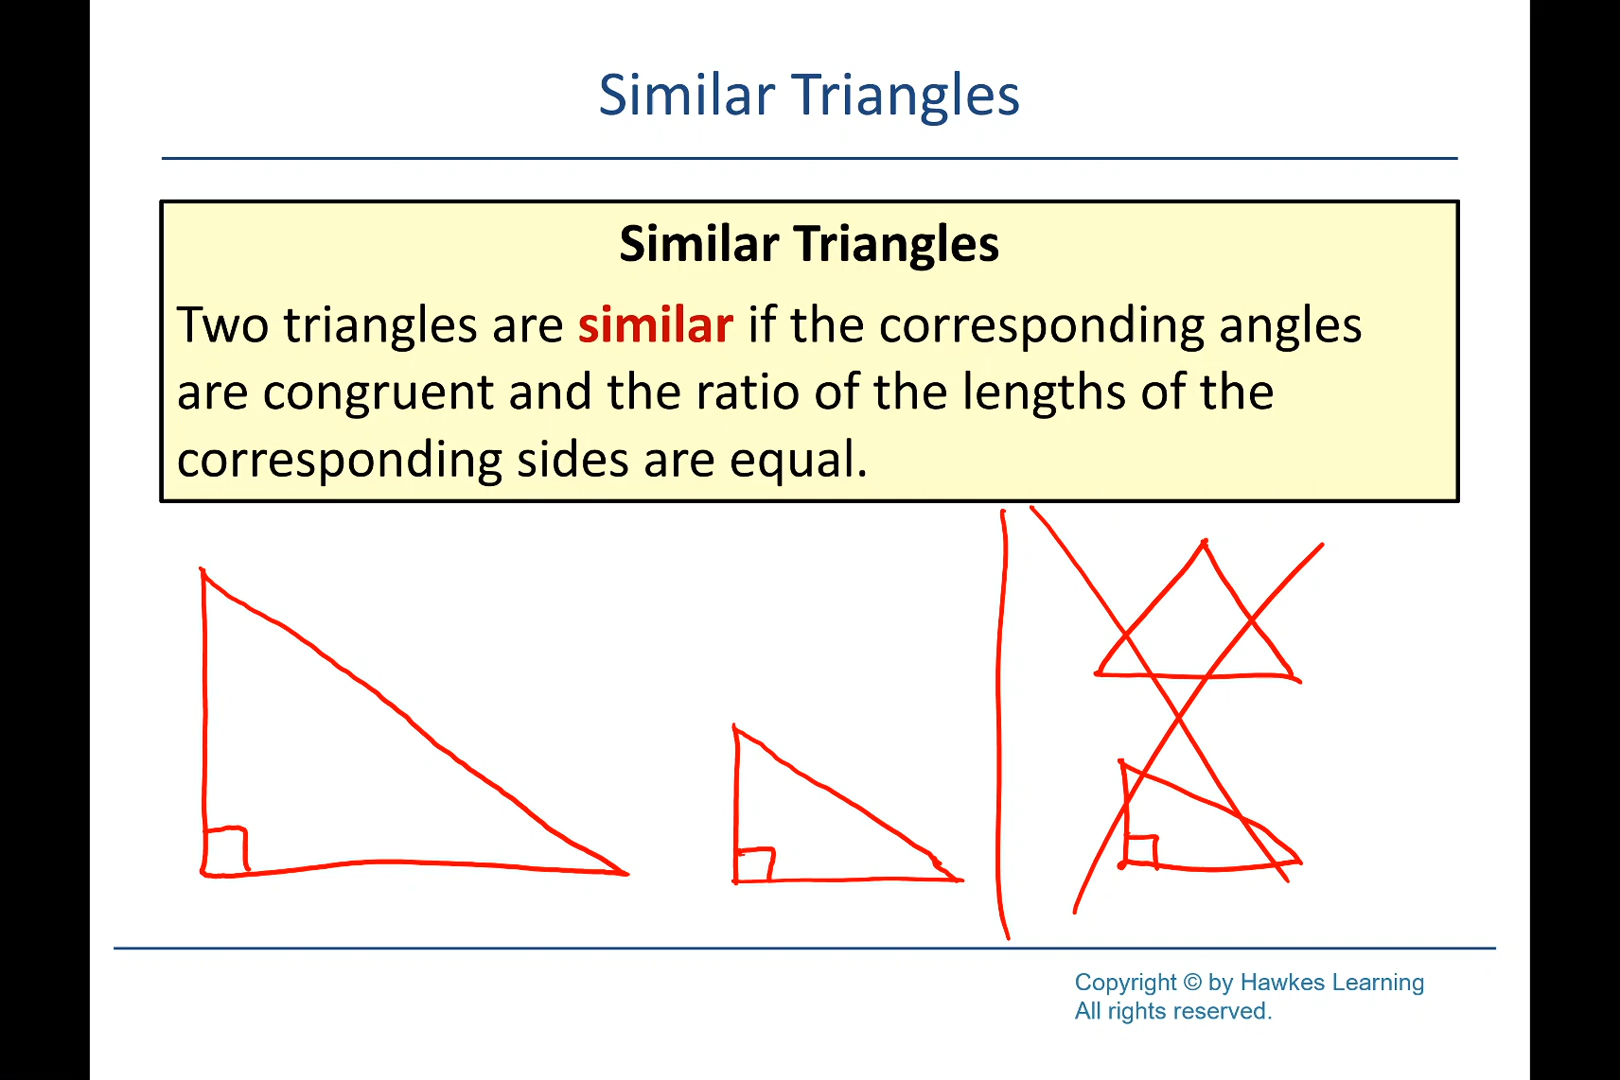 Similar Triangles
Similar Triangles
Two triangles are similar if the corresponding angles
are congruent and the ratio of the lengths of the
corresponding sides are equal.
Copyright © by Hawkes Learning
All rights reserved.